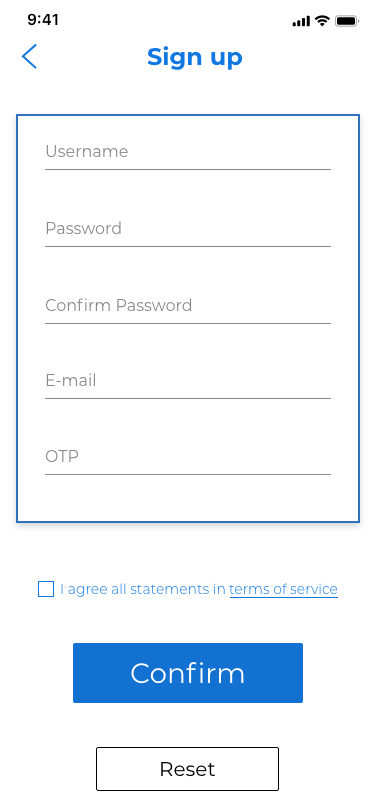 9:41
Sign up
Username
Password
Confirm Password
E-mail
OTP
I agree all statements in terms of service
Confirm
Reset